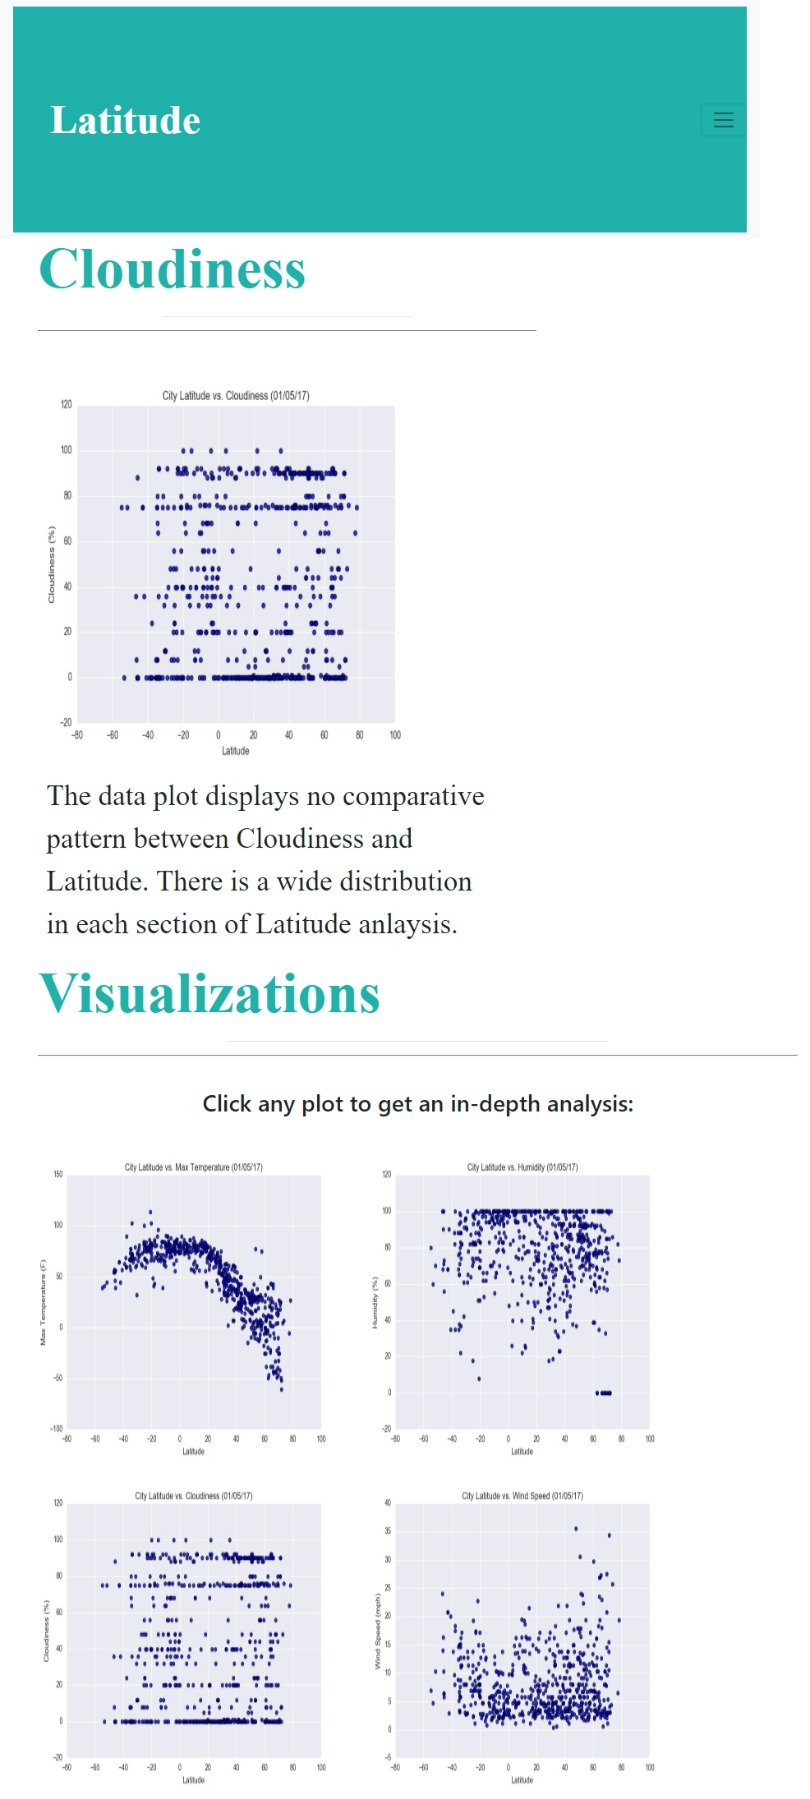 Latitude
Cloudiness
City Latitude vs. Cloudiness (01/05/17)
120
100
80
60
40
20
0
-20
Cloudiness (%)
-80 -60 -40 -20 0 20 40 60 80 100
Latitude
The data plot displays no comparative
pattern between Cloudiness and
Latitude. There is a wide distribution
in each section of Latitude anlaysis.
Visualizations
Click any plot to get an in-depth analysis:
City Latitude vs. Max Temperature (01/05/17)
150
100
50
0
-50
-100
Max Temperature (F)
-80 -60 -40 -20 0 20 40 60 80 100
Latitude
City Latitude vs. Humidity (01/05/17)
120
100
80
60
40
20
0
-20
Humidity (%)
-80 -60 -40 -20 0 20 40 60 80 100
Latitude
City Latitude vs. Cloudiness (01/05/17)
120
100
80
60
40
20
0
-20
Cloudiness (%)
-80 -60 -40 -20 0 20 40 60 80 100
Latitude
City Latitude vs. Wind Speed (01/05/17)
40
35
30
25
20
15
10
5
0
-5
Wind Speed (mph)
-80 -60 -40 -20 0 20 40 60 80 100
Latitude